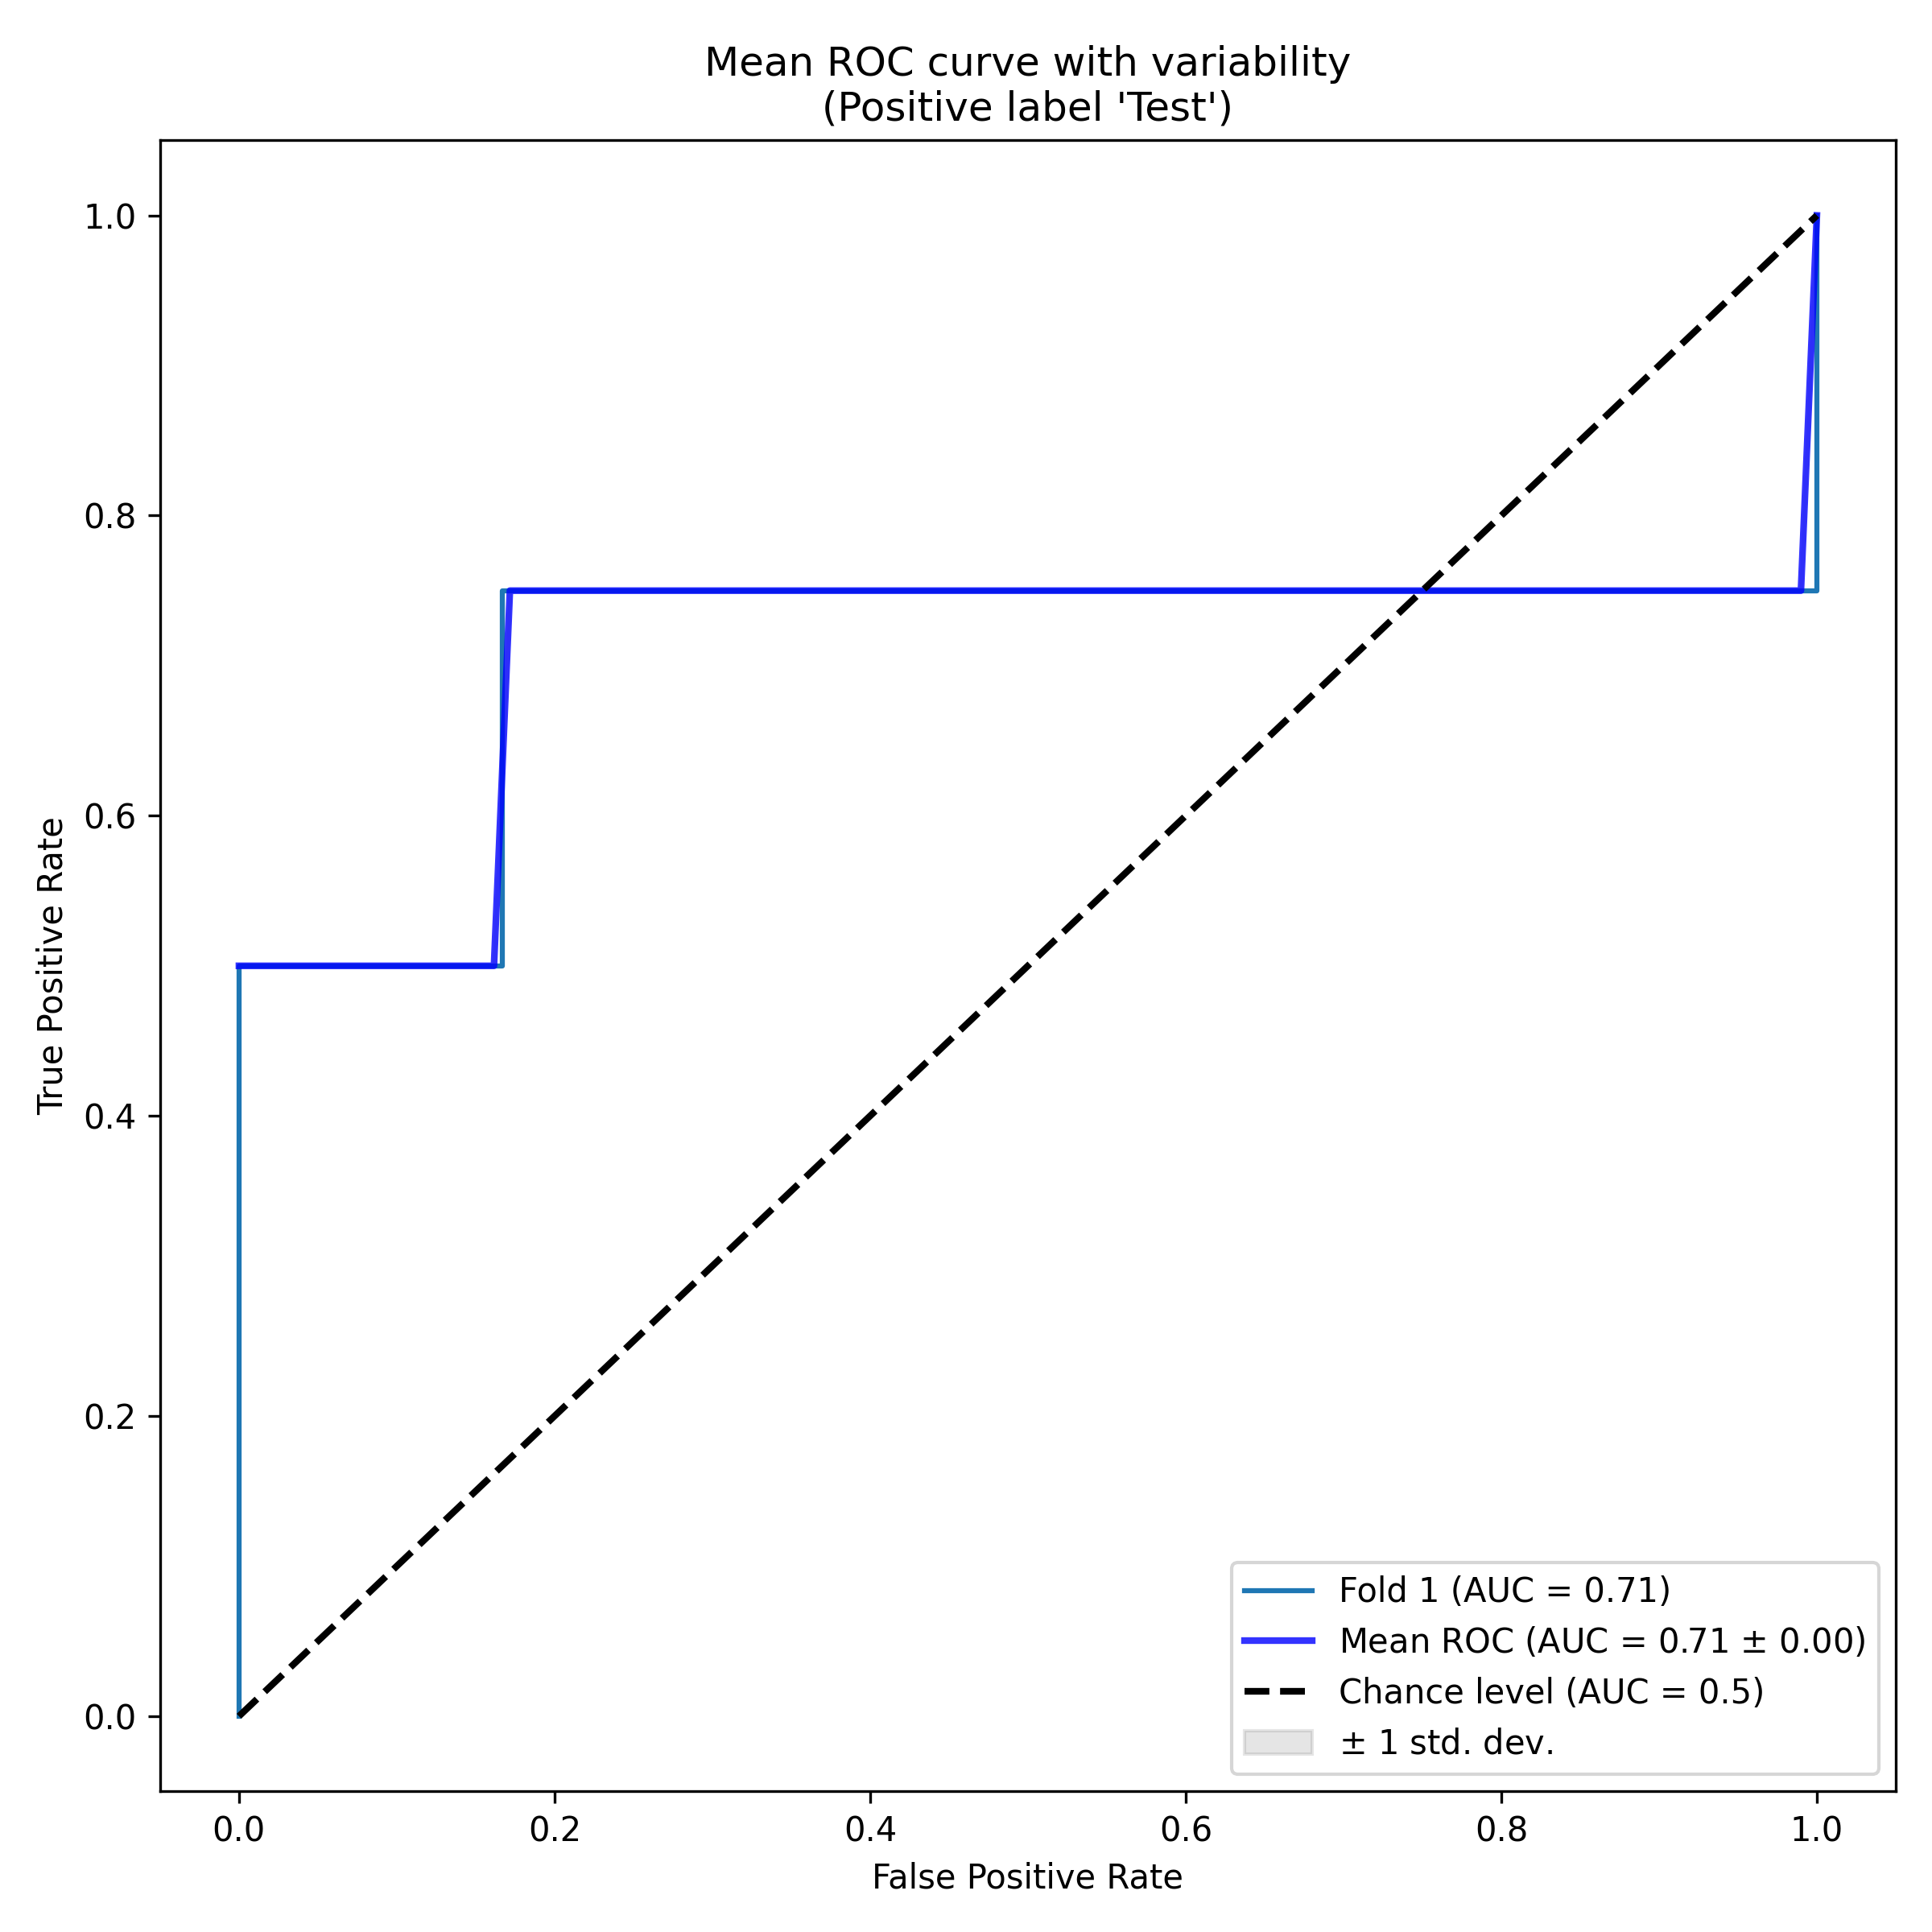 Mean ROC curve with variability
(Positive label 'Test')
True Positive Rate
1.0
0.8
0.6
0.4
0.2
0.0
0.0 0.2 0.4 0.6 0.8 1.0
False Positive Rate
Fold 1 (AUC = 0.71)
Mean ROC (AUC = 0.71 ± 0.00)
Chance level (AUC = 0.5)
± 1 std. dev.